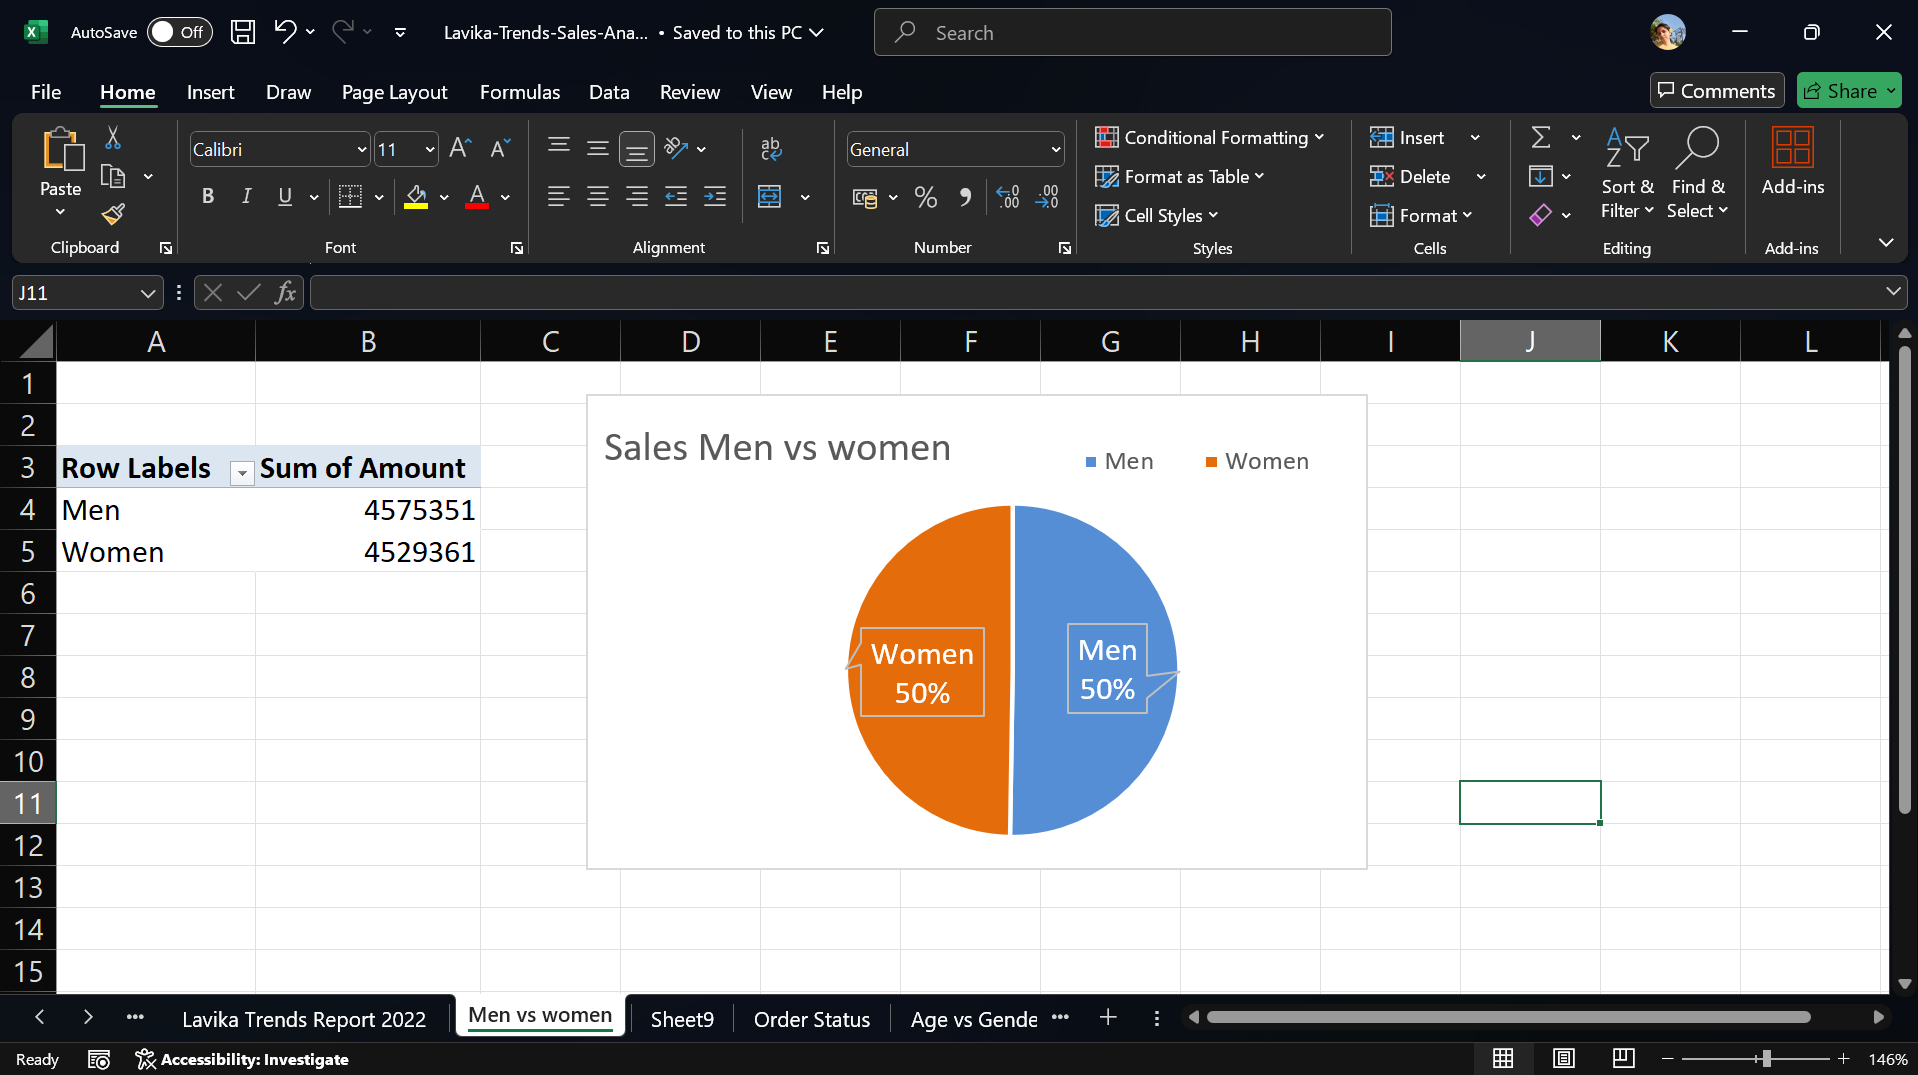 AutoSave Off Lavika-Trends-Sales-Ana... • Saved to this PC Search
File Home Insert Draw Page Layout Formulas Data Review View Help Comments Share
Paste
Clipboard
Calibri 11
B I U A
Font
ab
c
Alignment
General
% 9 .00 .00
Number
Conditional Formatting
Format as Table
Cell Styles
Styles
Insert
Delete
Format
Cells
Sort & Filter
Find & Select
Editing
Add-ins
Add-ins
J11 fx
A B C D E F G H I J K L
1
2
3 Row Labels Sum of Amount
4 Men 4575351
5 Women 4529361
6
7
8
9
10
11
12
13
14
15
Sales Men vs women
Men Women
Women
50%
Men
50%
Lavika Trends Report 2022 Men vs women Sheet9 Order Status Age vs Gende ...
Ready Accessibility: Investigate 146%